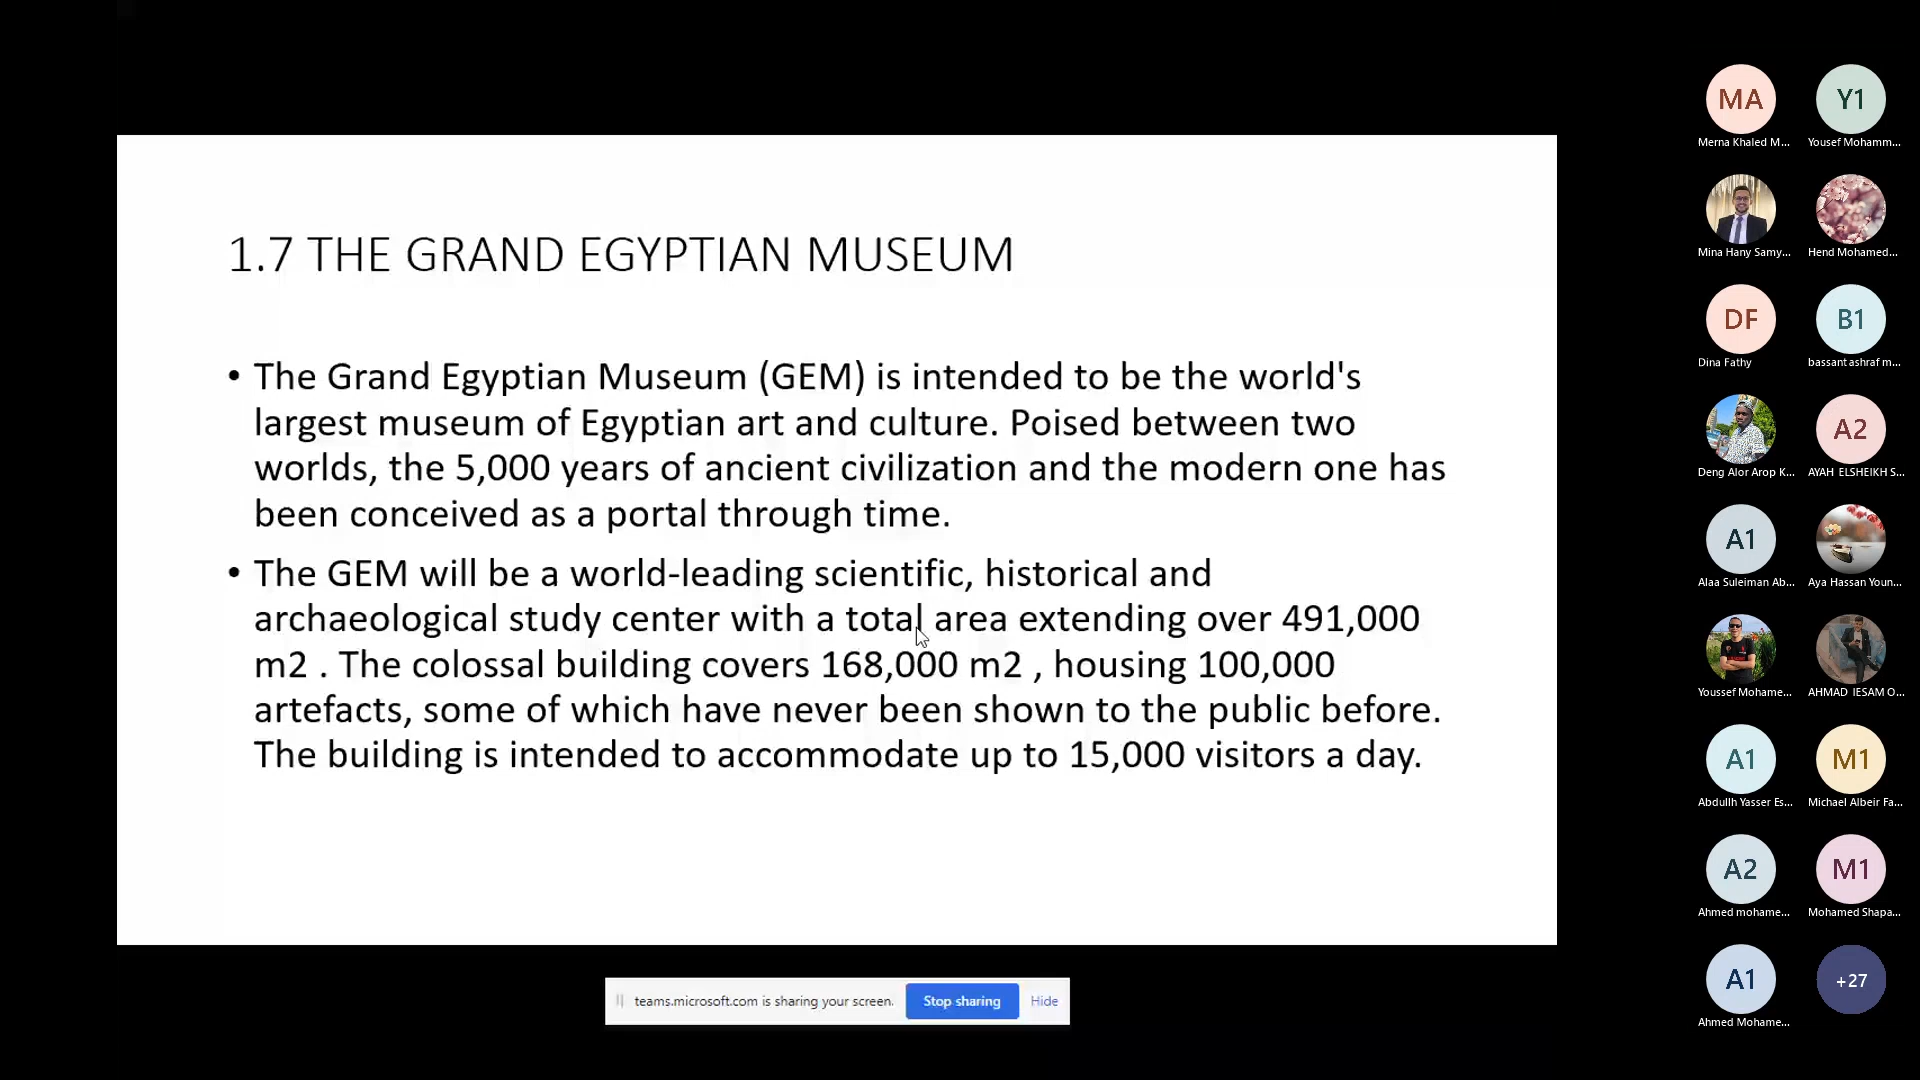 1.7 THE GRAND EGYPTIAN MUSEUM
• The Grand Egyptian Museum (GEM) is intended to be the world's
largest museum of Egyptian art and culture. Poised between two
worlds, the 5,000 years of ancient civilization and the modern one has
been conceived as a portal through time.
• The GEM will be a world-leading scientific, historical and
archaeological study center with a total area extending over 491,000
m2 . The colossal building covers 168,000 m2 , housing 100,000
artefacts, some of which have never been shown to the public before.
The building is intended to accommodate up to 15,000 visitors a day.
teams.microsoft.com is sharing your screen. Stop sharing Hide
MA Y1
Merna Khaled M... Yousef Mohamm...
Mina Hany Samy... Hend Mohamed...
DF B1
Dina Fathy bassant ashraf m...
A2
Deng Alor Arop K... AYAH ELSHEIKH S...
A1
Alaa Suleiman Ab... Aya Hassan Youn...
Youssef Mohame... AHMAD IESAM O...
A1 M1
Abdullh Yasser Es... Michael Albeir Fa...
A2 M1
Ahmed mohame... Mohamed Shapa...
A1 +27
Ahmed Mohame...